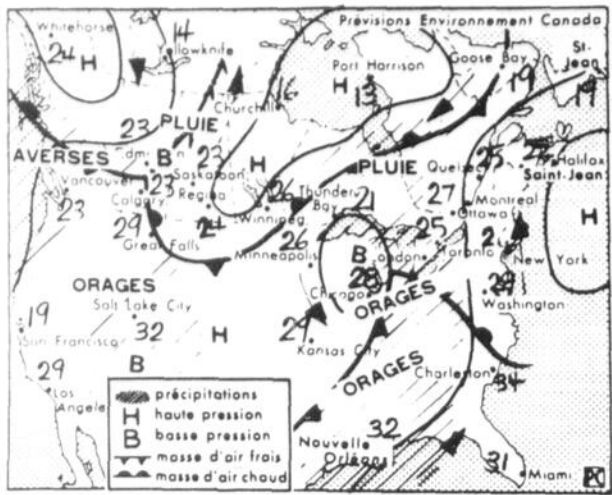 Prévisions Environnement Canada
Whitehorse
24
H
14
Yellowknife
Port Harrison
H
13
Goose Bay
19
St-Jean
19
Churchill
16
23
PLUIE
AVERSES
B
23
23
Saskatoon
H
PLUIE
Québec
25
Halifax
Saint-Jean
Vancouver
23
Calgary
Regina
24
26
Winnipeg
Thunder Bay
21
27
Montréal
Ottawa
H
29
Great Falls
26
Minneapolis
25
London
Toronto
New York
B
28
Chicago
ORAGES
Salt Lake City
32
ORAGES
Washington
19
San Francisco
H
29
Kansas City
29
Los Angele
B
ORAGES
Charleston
34
Nouvelle Orléans
32
31
Miami
précipitations
H haute pression
B basse pression
masse d'air frais
masse d'air chaud